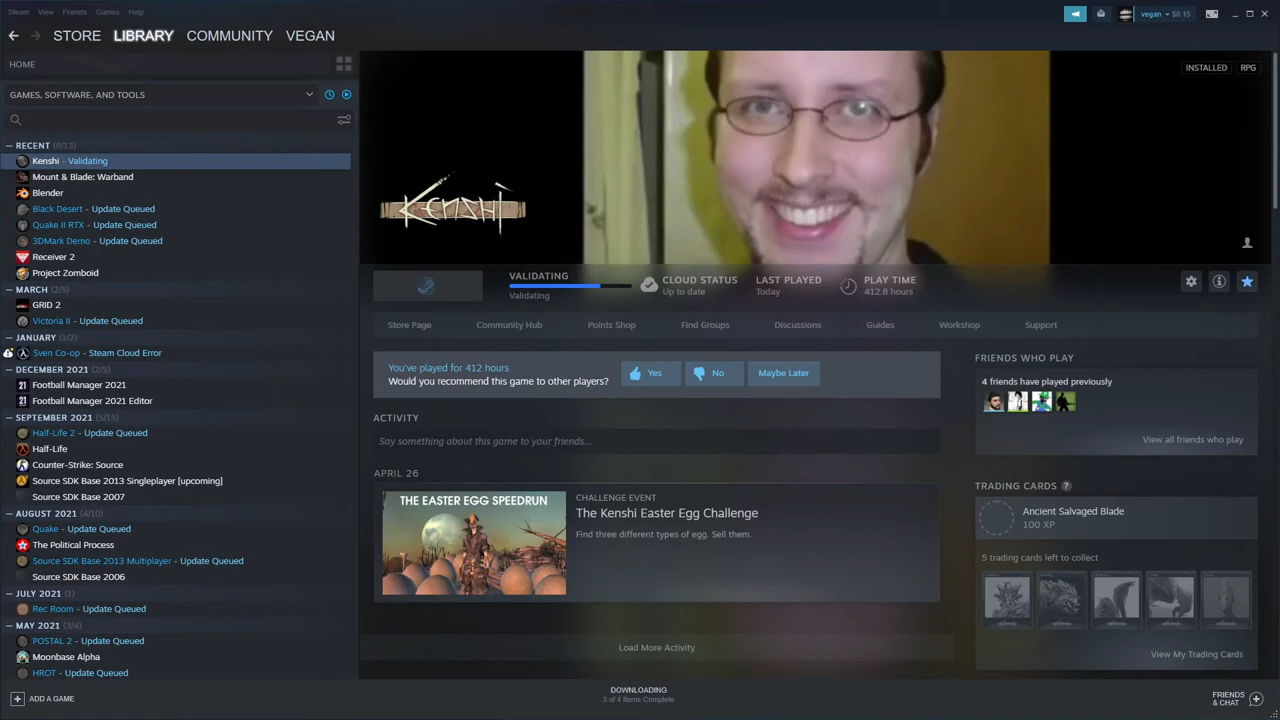 Steam View Friends Games Help
vegan $0.15
STORE LIBRARY COMMUNITY VEGAN
HOME
GAMES, SOFTWARE, AND TOOLS
RECENT (8/13)
Kenshi - Validating
Mount & Blade: Warband
Blender
Black Desert - Update Queued
Quake II RTX - Update Queued
3DMark Demo - Update Queued
Receiver 2
Project Zomboid
MARCH (2/5)
GRID 2
Victoria II - Update Queued
JANUARY (1/2)
Sven Co-op - Steam Cloud Error
DECEMBER 2021 (2/5)
21 Football Manager 2021
21 Football Manager 2021 Editor
SEPTEMBER 2021 (5/15)
Half-Life 2 - Update Queued
Half-Life
Counter-Strike: Source
Source SDK Base 2013 Singleplayer [upcoming]
Source SDK Base 2007
AUGUST 2021 (4/10)
Quake - Update Queued
The Political Process
Source SDK Base 2013 Multiplayer - Update Queued
Source SDK Base 2006
JULY 2021 (1)
Rec Room - Update Queued
MAY 2021 (3/4)
POSTAL 2 - Update Queued
Moonbase Alpha
HROT - Update Queued
ADD A GAME
INSTALLED RPG
KENSHI
VALIDATING
Validating
CLOUD STATUS
Up to date
LAST PLAYED
Today
PLAY TIME
412.8 hours
Store Page Community Hub Points Shop Find Groups Discussions Guides Workshop Support
You've played for 412 hours
Would you recommend this game to other players?
Yes No Maybe Later
ACTIVITY
Say something about this game to your friends...
APRIL 26
THE EASTER EGG SPEEDRUN
CHALLENGE EVENT
The Kenshi Easter Egg Challenge
Find three different types of egg. Sell them.
Load More Activity
FRIENDS WHO PLAY
4 friends have played previously
View all friends who play
TRADING CARDS ?
Ancient Salvaged Blade
100 XP
5 trading cards left to collect
View My Trading Cards
DOWNLOADING
3 of 4 Items Complete
FRIENDS
& CHAT